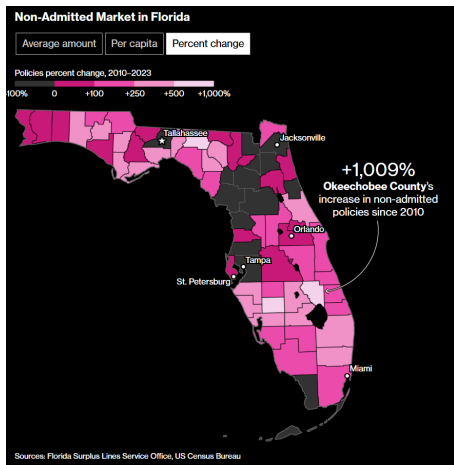 Non-Admitted Market in Florida
Average amount
Per capita
Percent change
Policies percent change, 2010–2023
-100% 0 +100 +250 +500 +1,000%
Tallahassee
Jacksonville
+1,009%
Okeechobee County's
increase in non-admitted
policies since 2010
Orlando
Tampa
St. Petersburg
Miami
Sources: Florida Surplus Lines Service Office, US Census Bureau